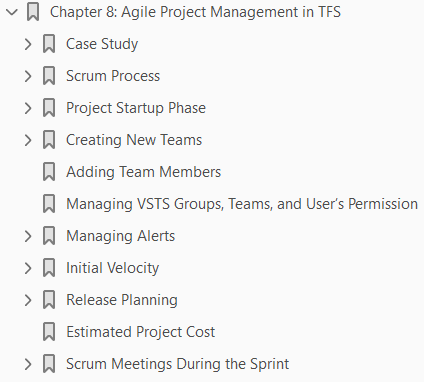 Chapter 8: Agile Project Management in TFS
Case Study
Scrum Process
Project Startup Phase
Creating New Teams
Adding Team Members
Managing VSTS Groups, Teams, and User’s Permission
Managing Alerts
Initial Velocity
Release Planning
Estimated Project Cost
Scrum Meetings During the Sprint